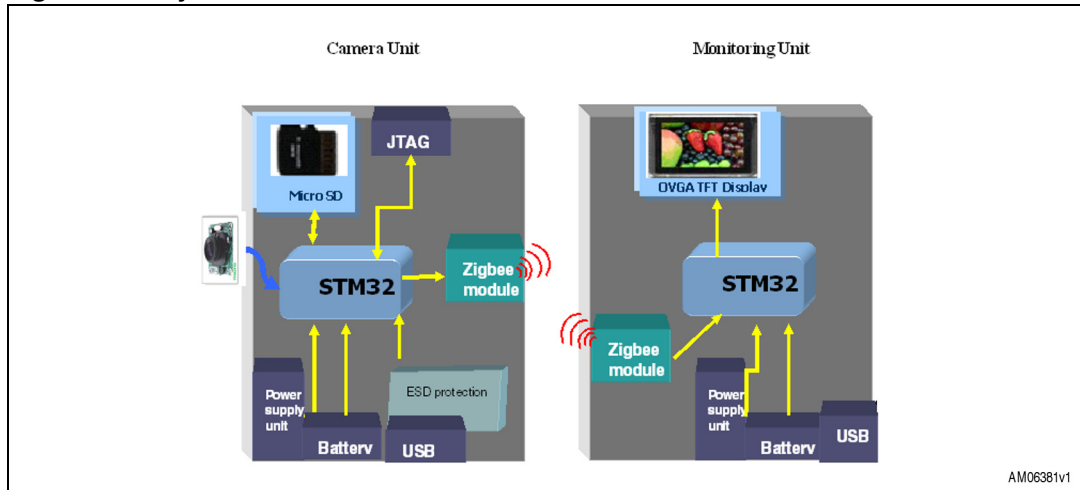 Camera Unit
Monitoring Unit
JTAG
Micro SD
STM32
Zigbee
module
Power
supply
unit
Battery
ESD protection
USB
QVGA TFT Display
STM32
Zigbee
module
Power
supply
unit
Battery
USB
AM06381v1